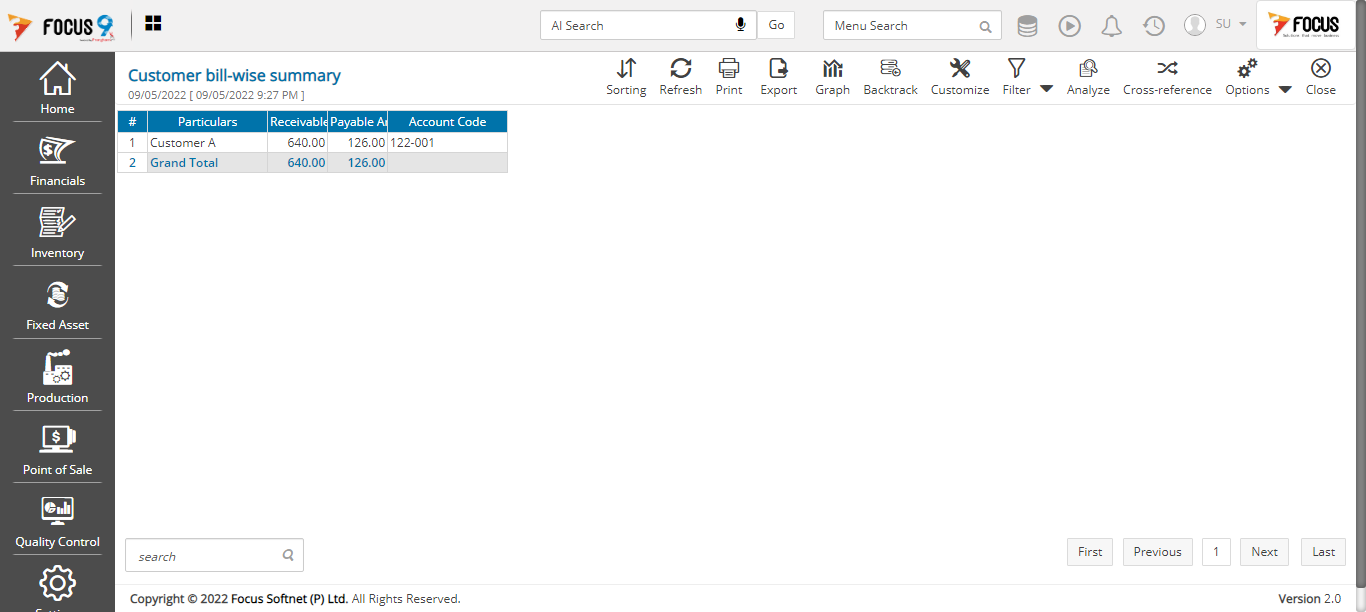 FOCUS 9
AI Search
Go
Menu Search
SU
FOCUS
Home
Financials
Inventory
Fixed Asset
Production
Point of Sale
Quality Control
Customer bill-wise summary
09/05/2022 [ 09/05/2022 9:27 PM ]
Sorting Refresh Print Export Graph Backtrack Customize Filter Analyze Cross-reference Options Close
# Particulars Receivable Payable Account Code
1 Customer A 640.00 126.00 122-001
2 Grand Total 640.00 126.00
search
First Previous 1 Next Last
Copyright © 2022 Focus Softnet (P) Ltd. All Rights Reserved.
Version 2.0